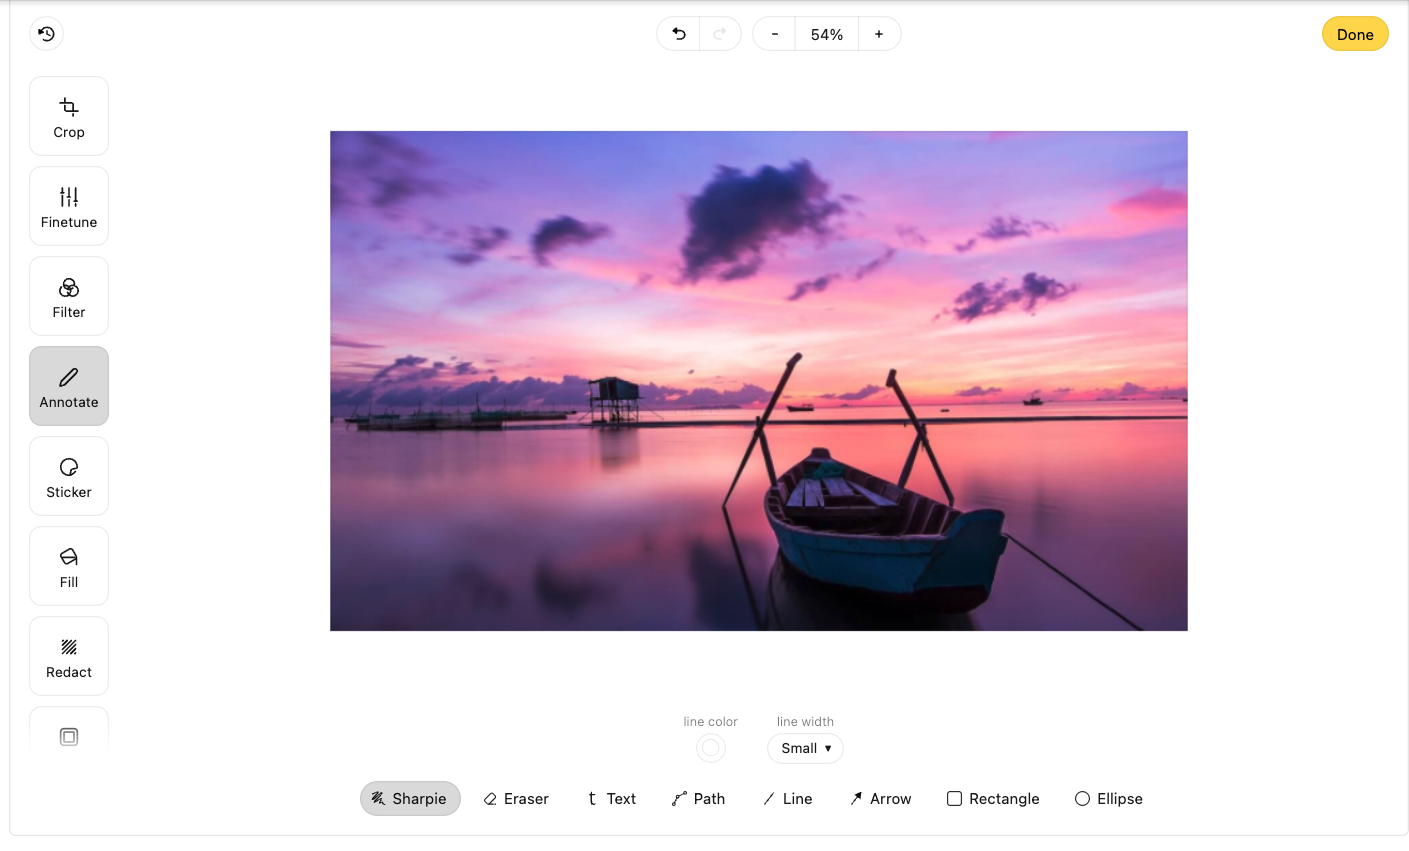 - 54% +
Done
Crop
Finetune
Filter
Annotate
Sticker
Fill
Redact
line color line width
Small ▾
Sharpie Eraser Text Path Line Arrow Rectangle Ellipse